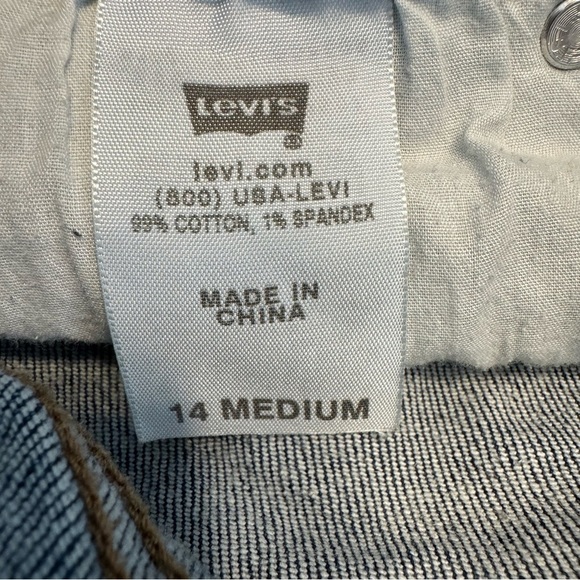 Levi's
®
levi.com
(800) USA-LEVI
99% COTTON, 1% SPANDEX
MADE IN
CHINA
14 MEDIUM